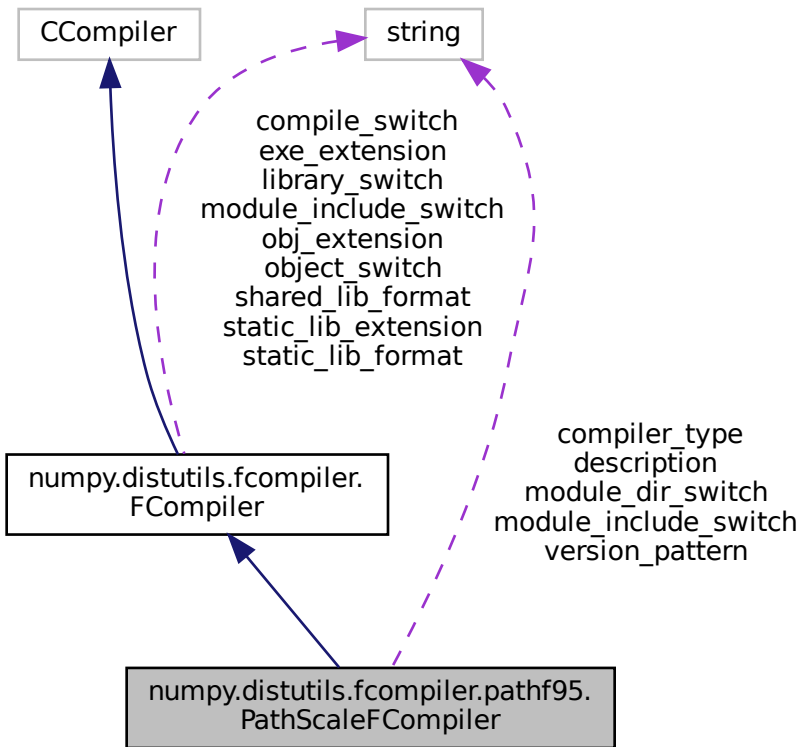 CCompiler
string
compile_switch
exe_extension
library_switch
module_include_switch
obj_extension
object_switch
shared_lib_format
static_lib_extension
static_lib_format
compiler_type
description
module_dir_switch
module_include_switch
version_pattern
numpy.distutils.fcompiler.
FCompiler
numpy.distutils.fcompiler.pathf95.
PathScaleFCompiler